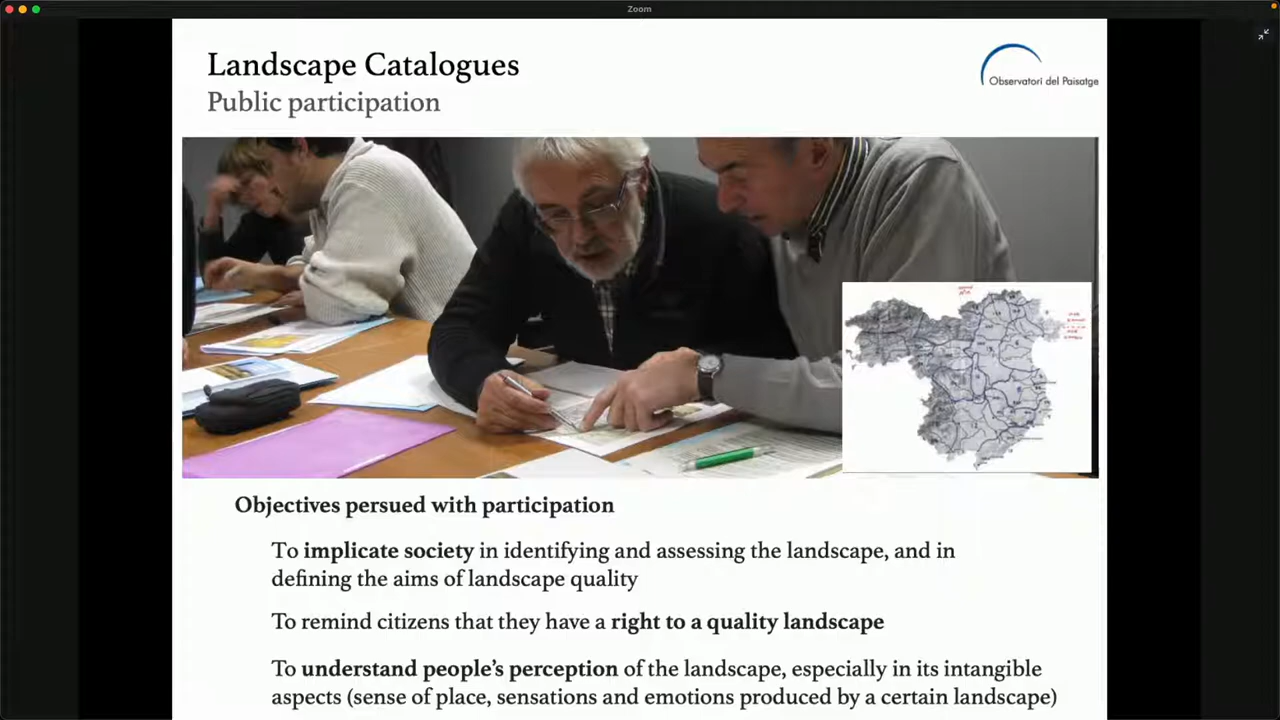 Zoom
Landscape Catalogues
Public participation
Observatori del Paisatge
Objectives persued with participation
To implicate society in identifying and assessing the landscape, and in
defining the aims of landscape quality
To remind citizens that they have a right to a quality landscape
To understand people's perception of the landscape, especially in its intangible
aspects (sense of place, sensations and emotions produced by a certain landscape)